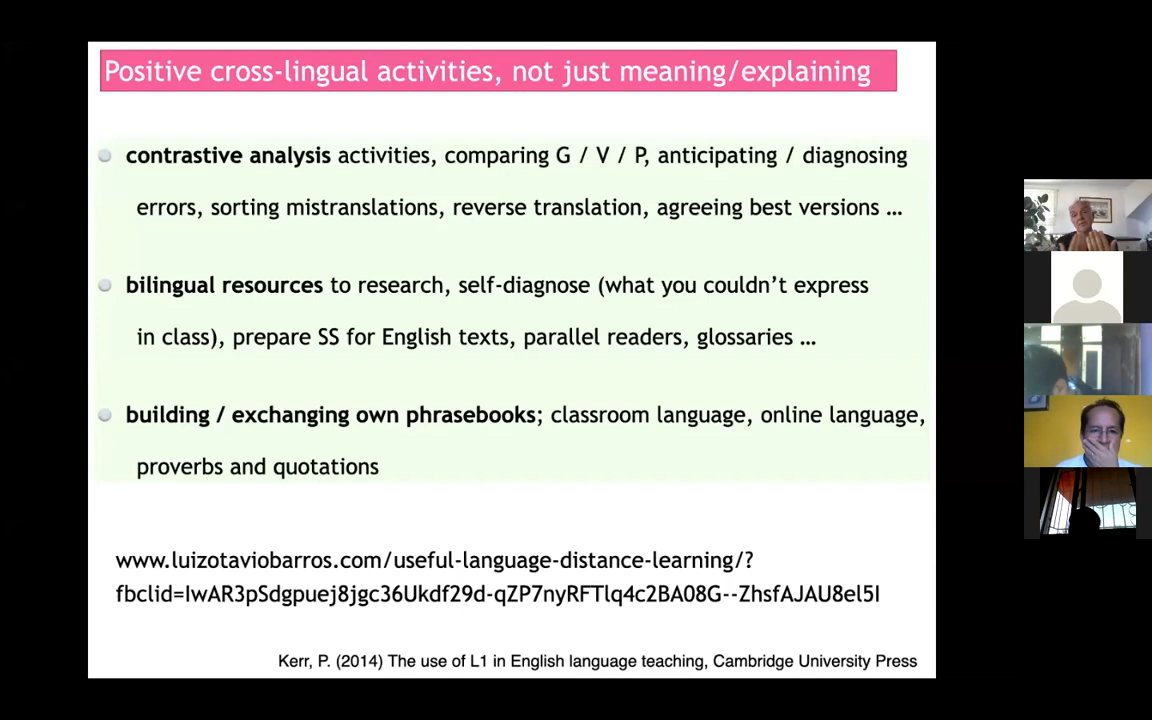 Positive cross-lingual activities, not just meaning/explaining
contrastive analysis activities, comparing G / V / P, anticipating / diagnosing
errors, sorting mistranslations, reverse translation, agreeing best versions ...
bilingual resources to research, self-diagnose (what you couldn't express
in class), prepare SS for English texts, parallel readers, glossaries ...
building / exchanging own phrasebooks; classroom language, online language,
proverbs and quotations
www.luizotaviobarros.com/useful-language-distance-learning/?
fbclid=IwAR3pSdgpuej8jgc36Ukdf29d-qZP7nyRFTlq4c2BA08G--ZhsfAJAU8el5I
Kerr, P. (2014) The use of L1 in English language teaching, Cambridge University Press